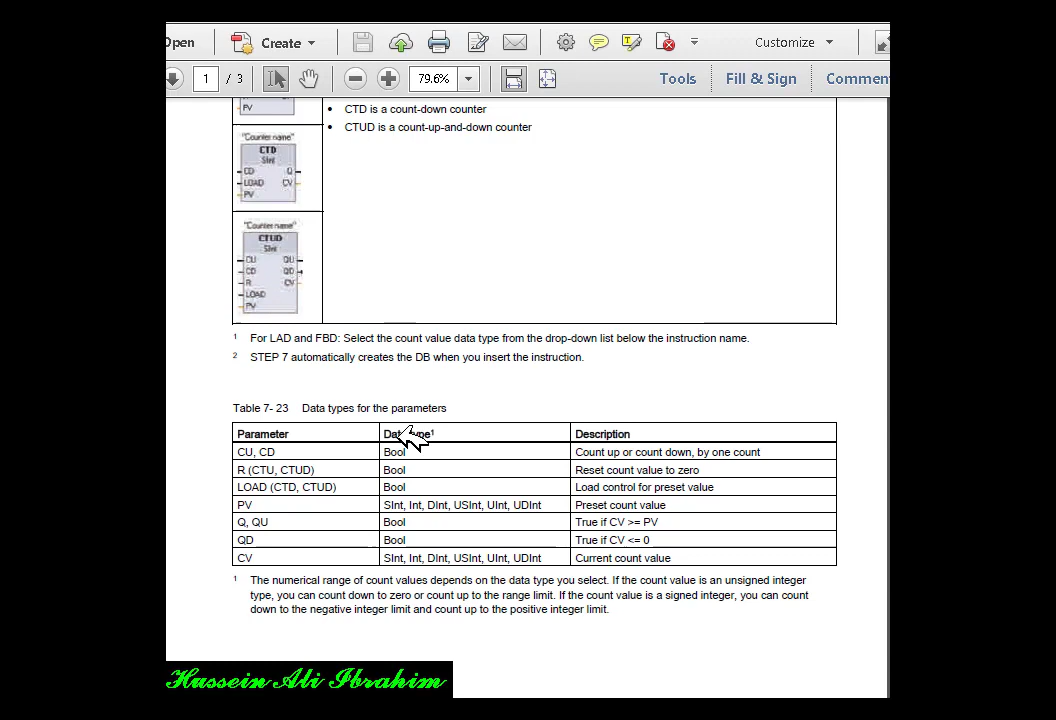 Open Create Customize
1 / 3 79.6% Tools Fill & Sign Commen
PV
• CTD is a count-down counter
• CTUD is a count-up-and-down counter
"Counter name"
CTD
SInt
CD Q
LOAD CV
PV
"Counter name"
CTUD
SInt
CU QU
CD QD
R CV
LOAD
PV
1 For LAD and FBD: Select the count value data type from the drop-down list below the instruction name.
2 STEP 7 automatically creates the DB when you insert the instruction.
Table 7- 23 Data types for the parameters
Parameter Data type1 Description
CU, CD Bool Count up or count down, by one count
R (CTU, CTUD) Bool Reset count value to zero
LOAD (CTD, CTUD) Bool Load control for preset value
PV SInt, Int, DInt, USInt, UInt, UDInt Preset count value
Q, QU Bool True if CV >= PV
QD Bool True if CV <= 0
CV SInt, Int, DInt, USInt, UInt, UDInt Current count value
1 The numerical range of count values depends on the data type you select. If the count value is an unsigned integer
type, you can count down to zero or count up to the range limit. If the count value is a signed integer, you can count
down to the negative integer limit and count up to the positive integer limit.
Hussein Ali Ibrahim